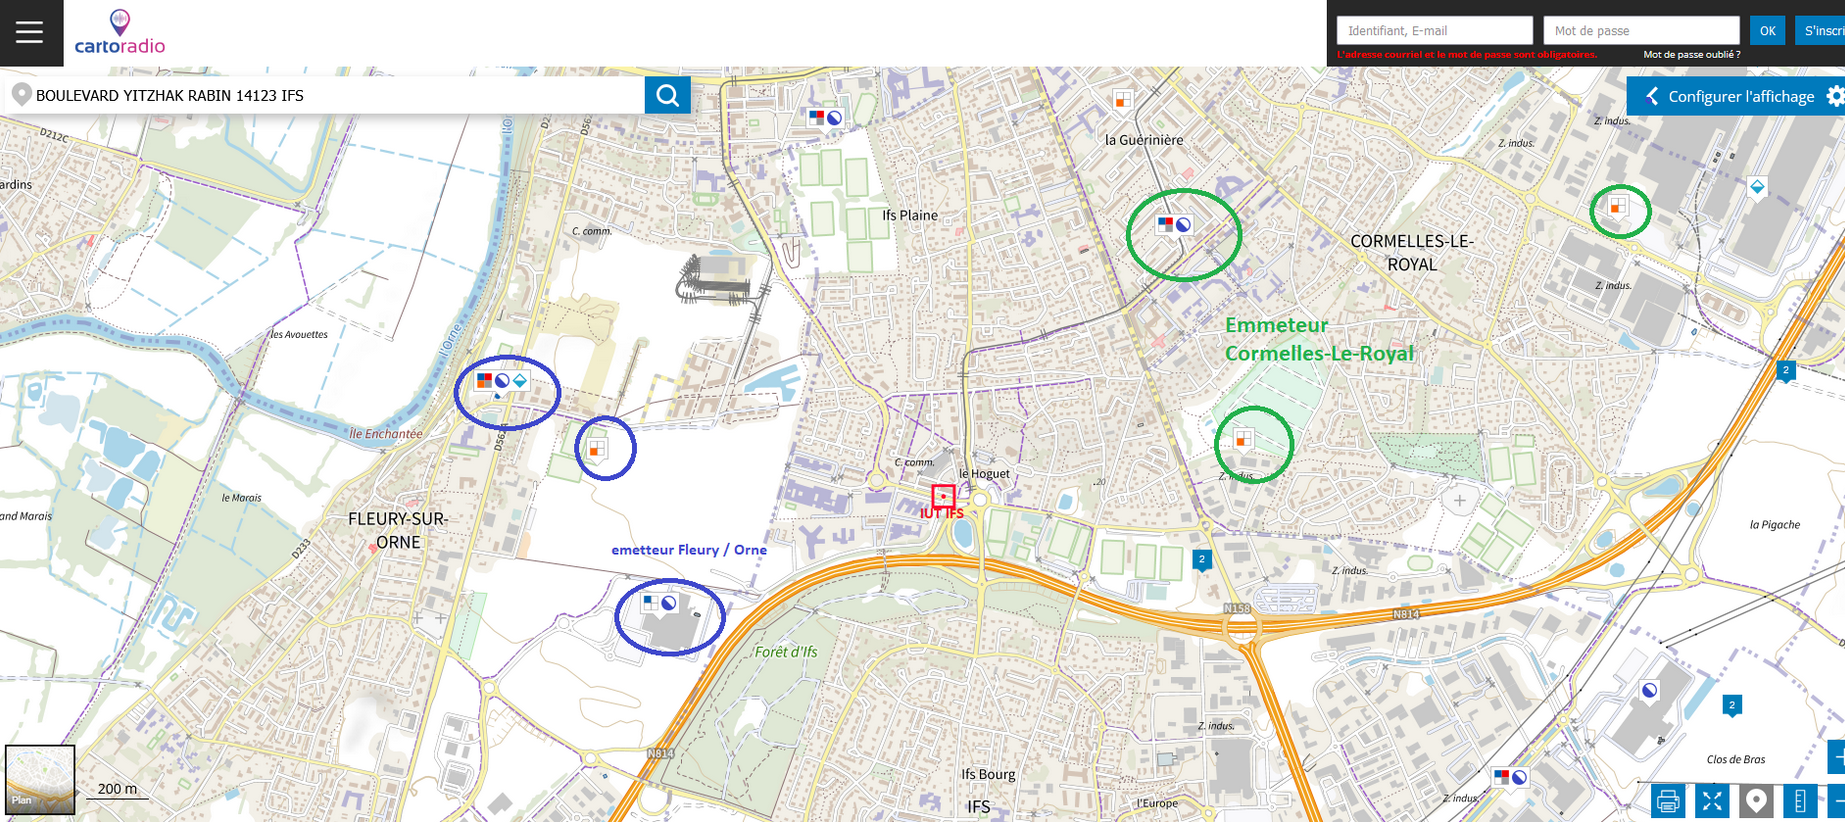 cartoradio
Identifiant, E-mail
Mot de passe
OK
S'inscri
L'adresse courriel et le mot de passe sont obligatoires.
Mot de passe oublié ?
BOULEVARD YITZHAK RABIN 14123 IFS
Configurer l'affichage
D212C
Z. indus.
la Guérinière
Z. indus.
ardins
Ifs Plaine
C. comm.
CORMELLES-LE-
ROYAL
Z. indus.
les Avouettes
l'Orne
Emmeteur
Cormelles-Le-Royal
2
Île Enchantée
C. comm.
le Hoguet
Z. indus.
20
le Marais
IUT IFS
and Marais
FLEURY-SUR-
ORNE
la Pigache
D233
emetteur Fleury / Orne
2
Z. indus.
N158
N814
Forêt d'Ifs
2
Z. indus.
N814
Clos de Bras
Ifs Bourg
200 m
Plan
IFS
l'Europe
Z. indus.